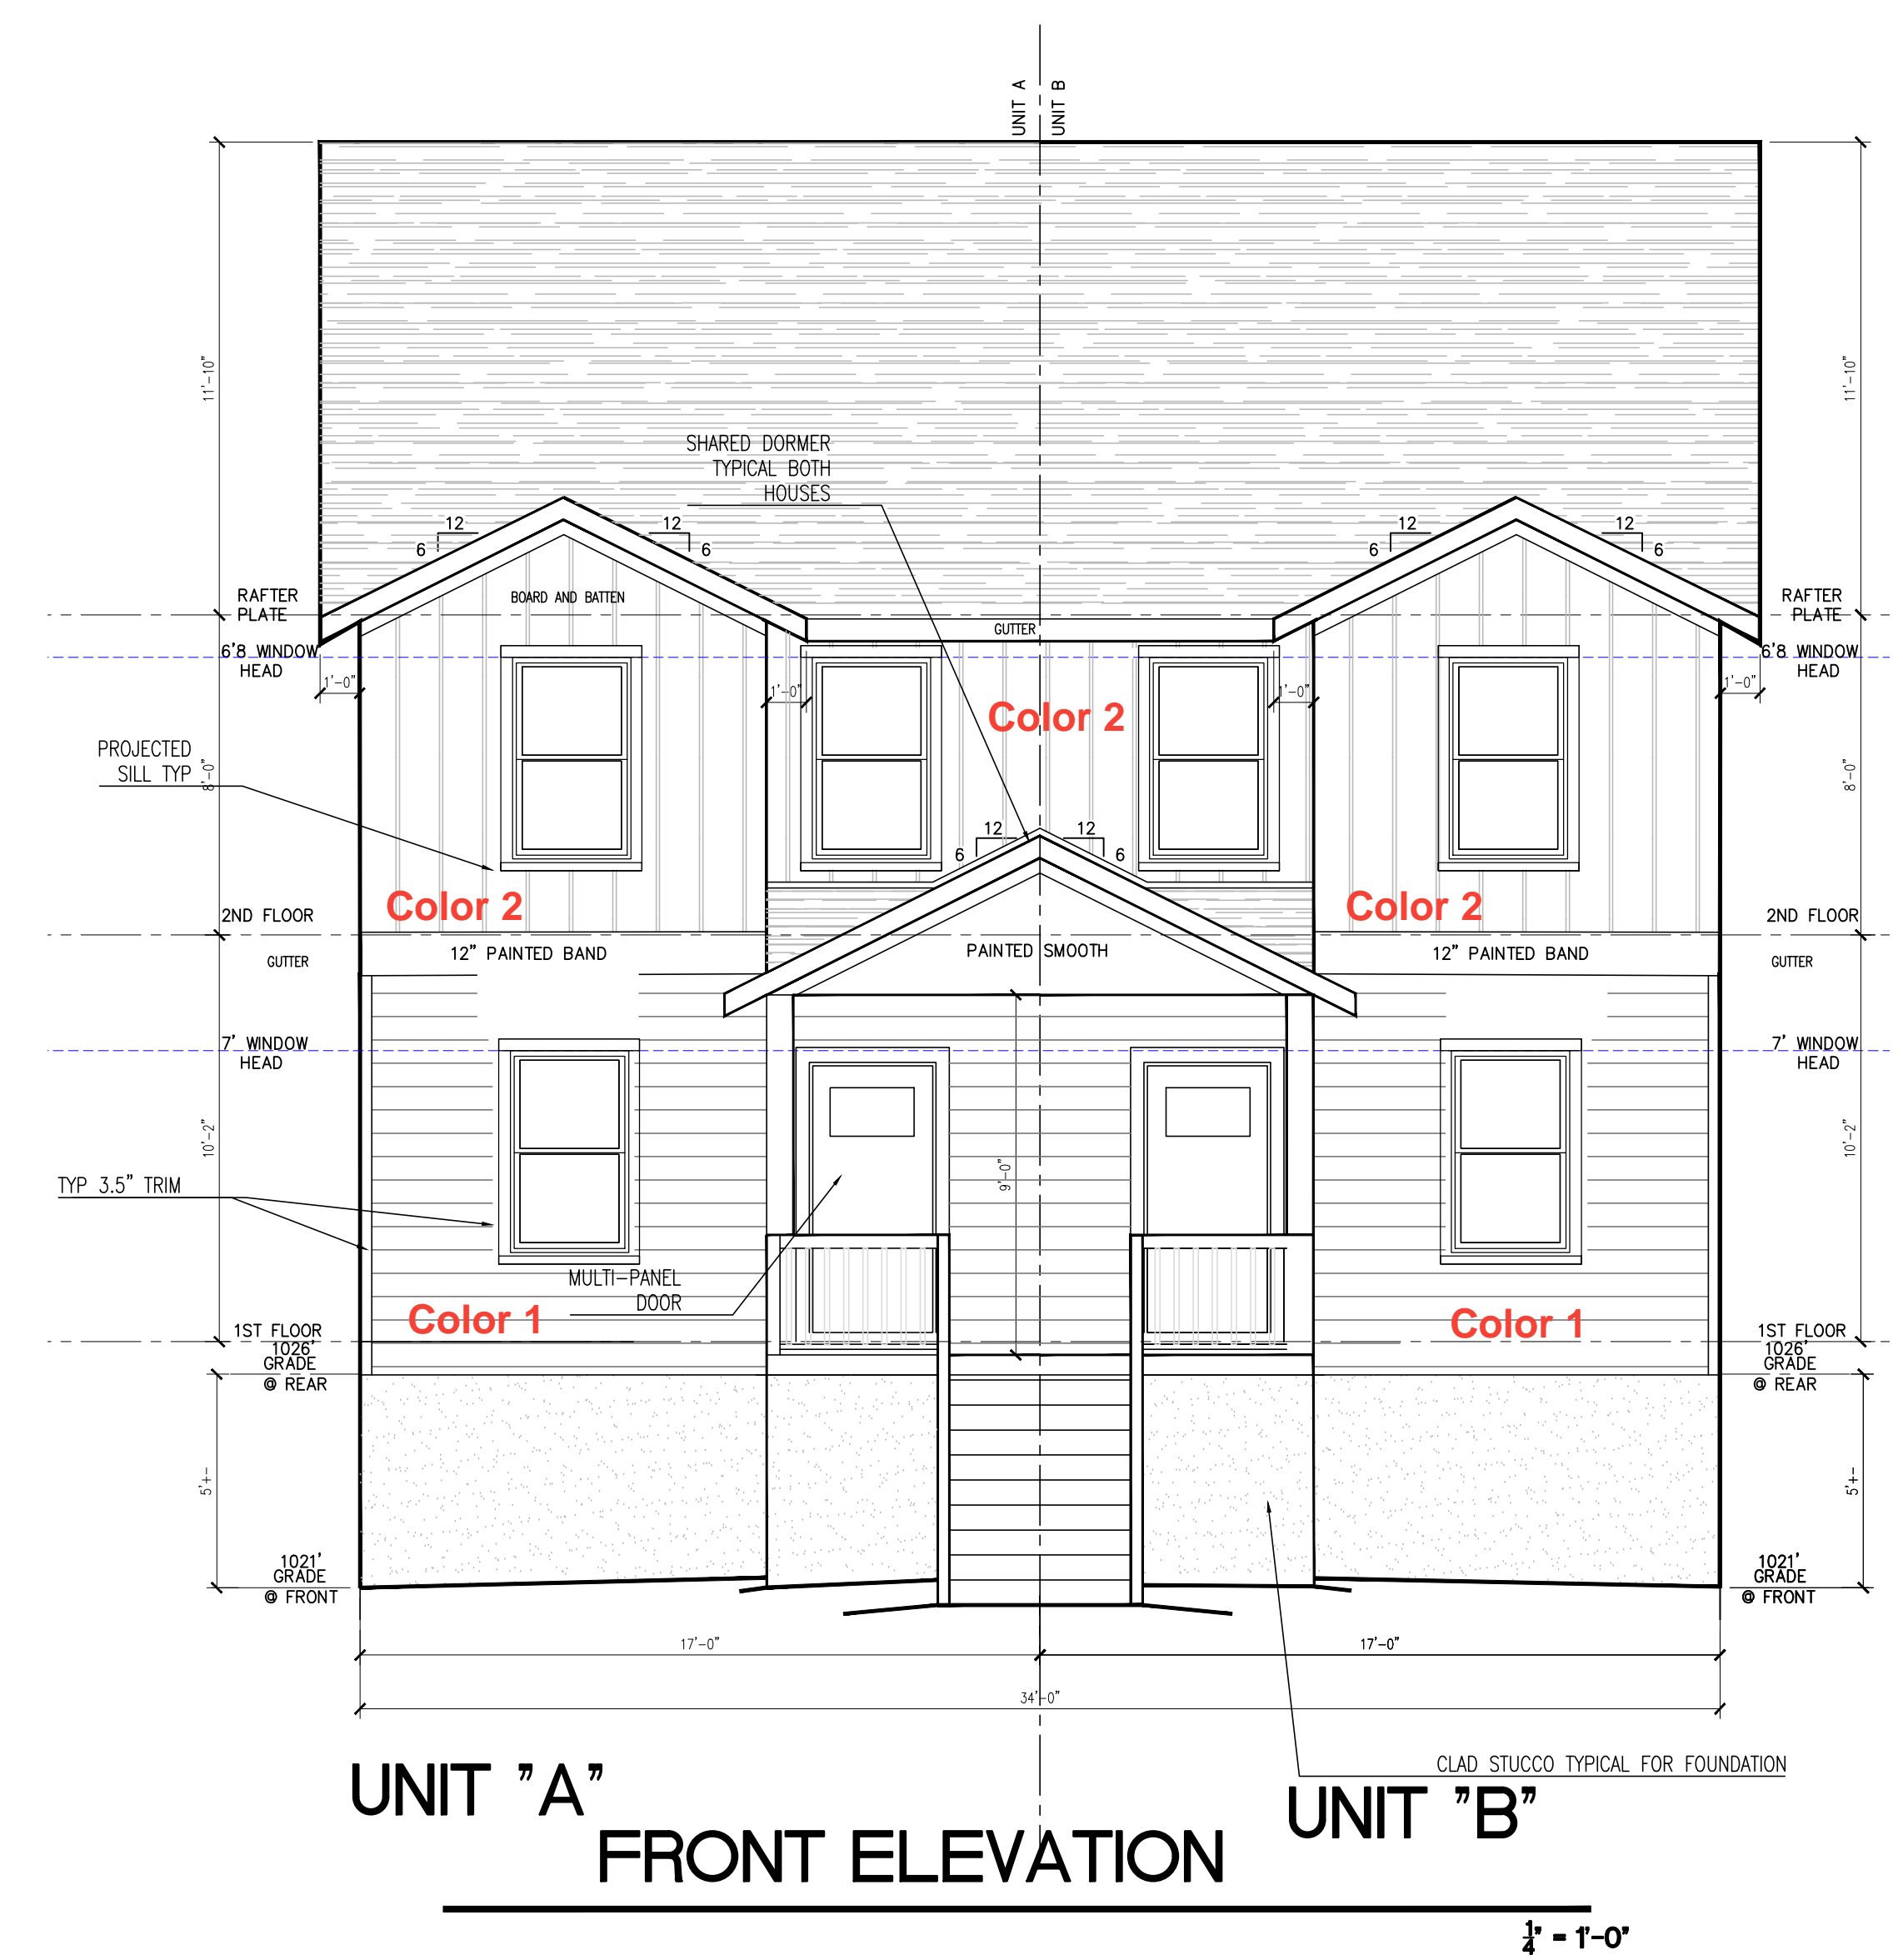 UNIT A
UNIT B
11'-10"
11'-10"
SHARED DORMER
TYPICAL BOTH
HOUSES
12
12
12
12
6
6
6
6
BOARD AND BATTEN
RAFTER
PLATE
RAFTER
PLATE
GUTTER
6'8 WINDOW
HEAD
6'8 WINDOW
HEAD
1'-0"
1'-0"
1'-0"
1'-0"
Color 2
PROJECTED
SILL TYP
8'-0"
8'-0"
12
12
6
6
Color 2
Color 2
2ND FLOOR
2ND FLOOR
12" PAINTED BAND
PAINTED SMOOTH
12" PAINTED BAND
GUTTER
GUTTER
7' WINDOW
HEAD
7' WINDOW
HEAD
10'-2"
9'-0"
10'-2"
TYP 3.5" TRIM
MULTI-PANEL
DOOR
Color 1
Color 1
1ST FLOOR
1026'
GRADE
@ REAR
1ST FLOOR
1026'
GRADE
@ REAR
5'+-
5'+-
1021'
GRADE
@ FRONT
1021'
GRADE
@ FRONT
17'-0"
17'-0"
34'-0"
CLAD STUCCO TYPICAL FOR FOUNDATION
UNIT "A"
UNIT "B"
FRONT ELEVATION
1/4" = 1'-0"